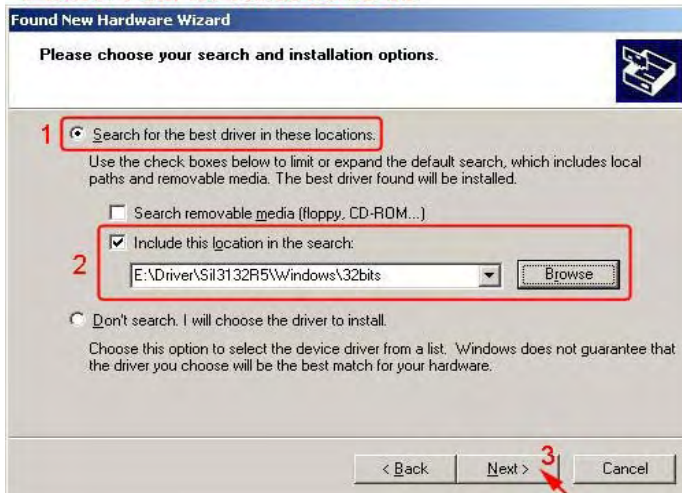 Found New Hardware Wizard
Please choose your search and installation options.
1
Search for the best driver in these locations.
Use the check boxes below to limit or expand the default search, which includes local
paths and removable media. The best driver found will be installed.
Search removable media (floppy, CD-ROM...)
2
Include this location in the search:
E:\Driver\SiI3132R5\Windows\32bits
Browse
Don't search. I will choose the driver to install.
Choose this option to select the device driver from a list. Windows does not guarantee that
the driver you choose will be the best match for your hardware.
< Back Next > 3 Cancel